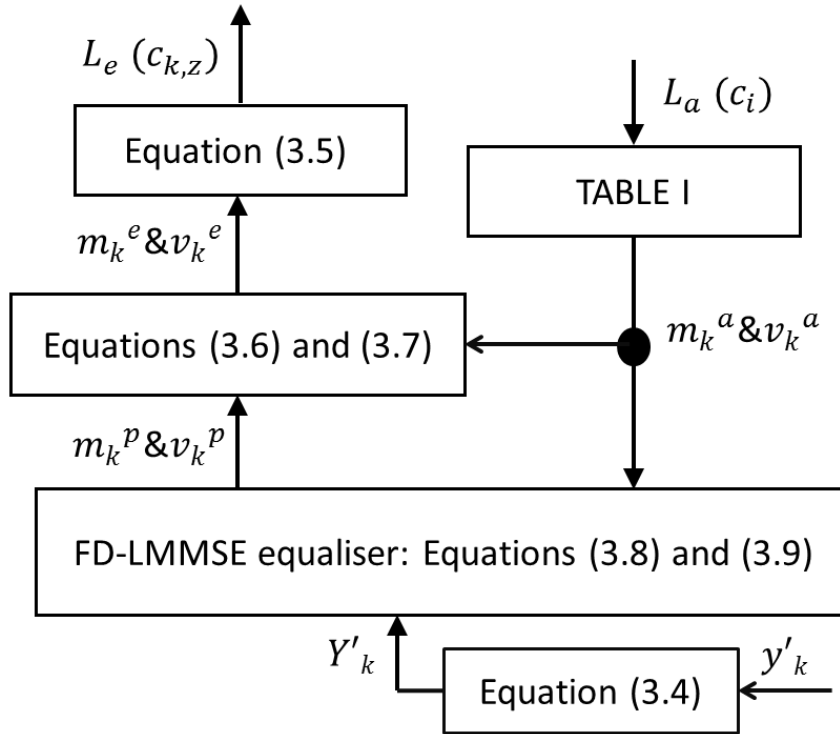 L_e (c_{k,z})
L_a (c_i)
Equation (3.5)
TABLE I
m_k^e&v_k^e
m_k^a&v_k^a
Equations (3.6) and (3.7)
m_k^p&v_k^p
FD-LMMSE equaliser: Equations (3.8) and (3.9)
Y'_k
y'_k
Equation (3.4)